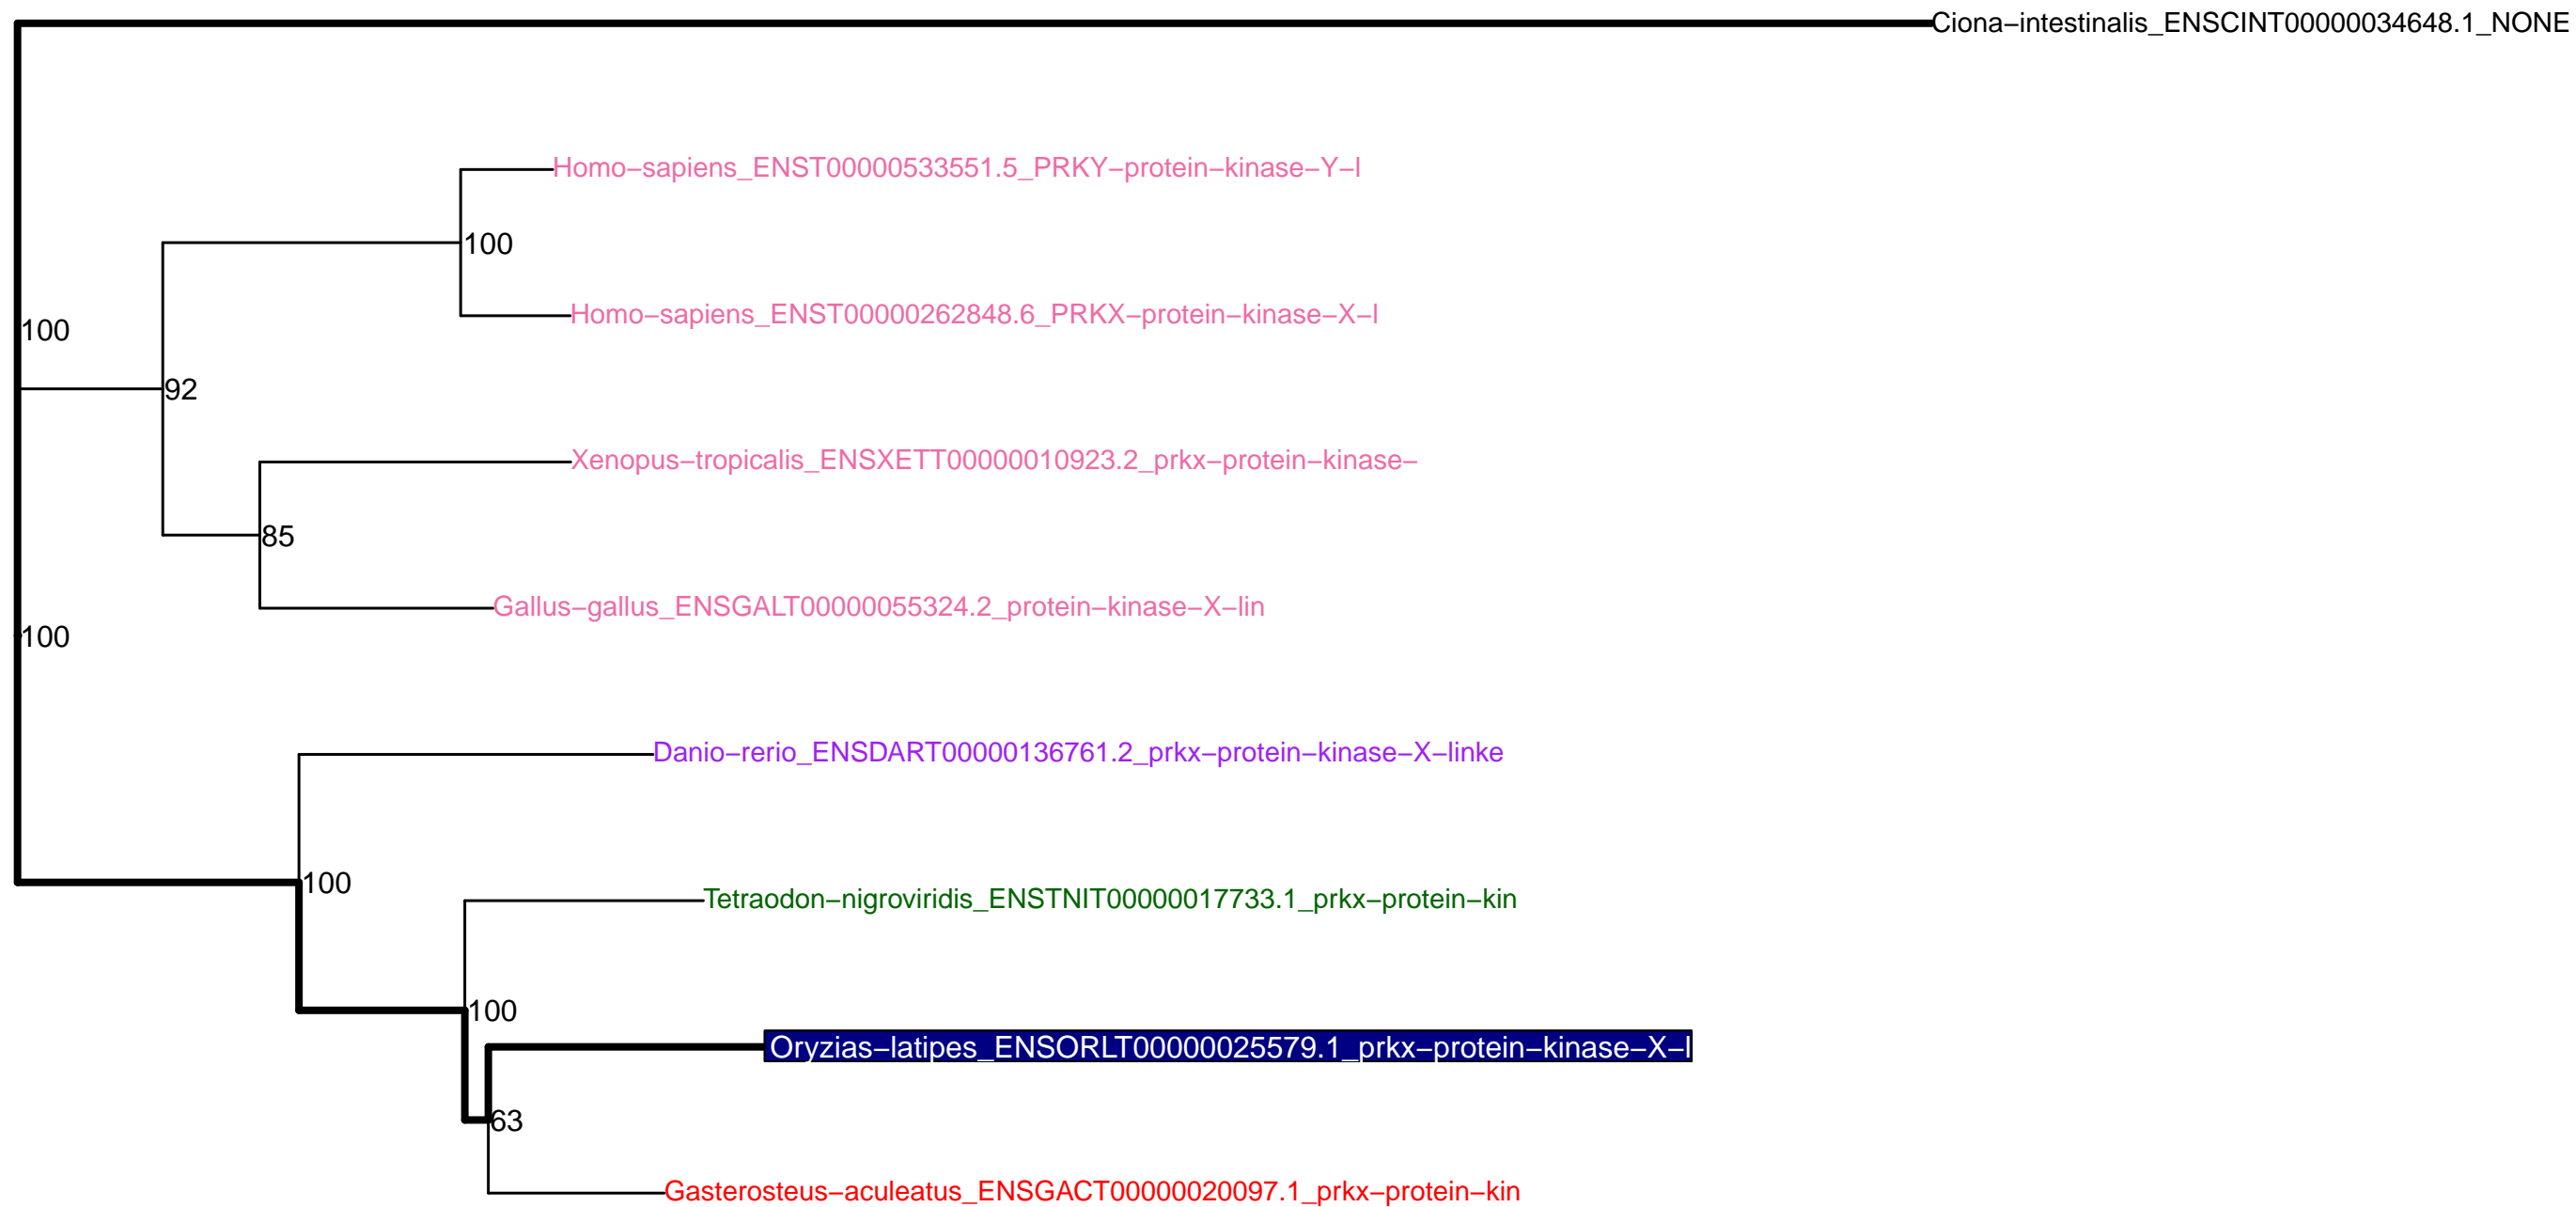 Ciona−intestinalis_ENSCINT00000034648.1_NONE
Homo−sapiens_ENST00000533551.5_PRKY−protein−kinase−Y−l
100
Homo−sapiens_ENST00000262848.6_PRKX−protein−kinase−X−l
100
92
Xenopus−tropicalis_ENSXETT00000010923.2_prkx−protein−kinase−
85
Gallus−gallus_ENSGALT00000055324.2_protein−kinase−X−lin
100
Danio−rerio_ENSDART00000136761.2_prkx−protein−kinase−X−linke
100
Tetraodon−nigroviridis_ENSTNIT00000017733.1_prkx−protein−kin
100
Oryzias−latipes_ENSORLT00000025579.1_prkx−protein−kinase−X−l
63
Gasterosteus−aculeatus_ENSGACT00000020097.1_prkx−protein−kin